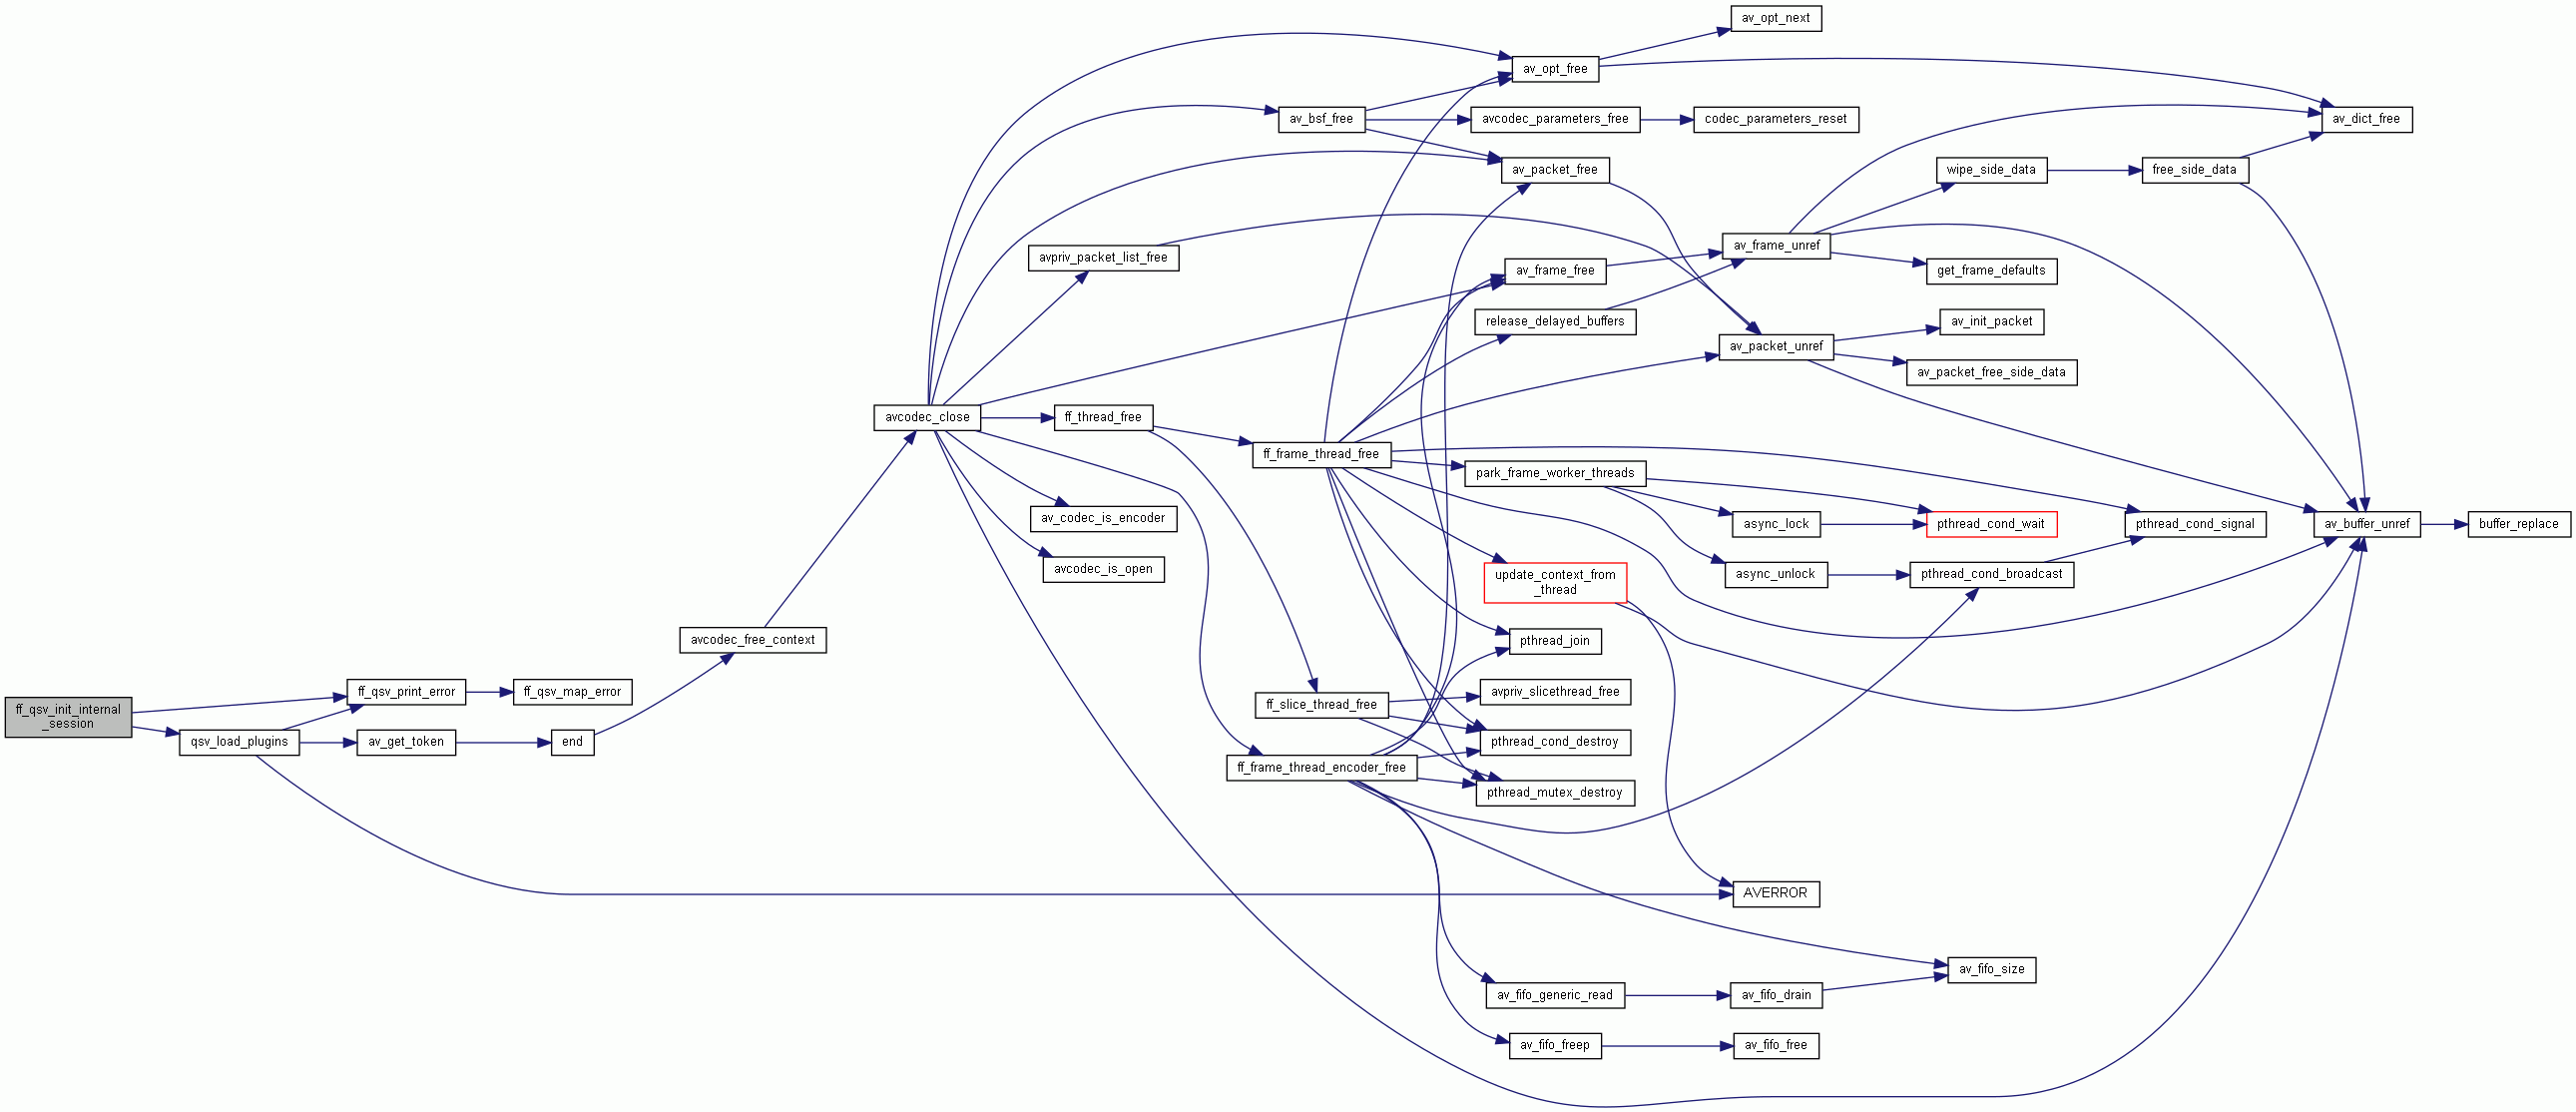 ff_qsv_init_internal
_session
ff_qsv_print_error
ff_qsv_map_error
qsv_load_plugins
av_get_token
end
avcodec_free_context
avcodec_close
av_opt_next
av_opt_free
av_bsf_free
avcodec_parameters_free
codec_parameters_reset
av_dict_free
av_packet_free
wipe_side_data
free_side_data
avpriv_packet_list_free
av_frame_unref
av_frame_free
get_frame_defaults
release_delayed_buffers
av_init_packet
av_packet_unref
av_packet_free_side_data
ff_thread_free
ff_frame_thread_free
park_frame_worker_threads
av_codec_is_encoder
async_lock
pthread_cond_wait
pthread_cond_signal
av_buffer_unref
buffer_replace
avcodec_is_open
update_context_from
_thread
async_unlock
pthread_cond_broadcast
pthread_join
avpriv_slicethread_free
ff_slice_thread_free
pthread_cond_destroy
ff_frame_thread_encoder_free
pthread_mutex_destroy
AVERROR
av_fifo_size
av_fifo_generic_read
av_fifo_drain
av_fifo_freep
av_fifo_free